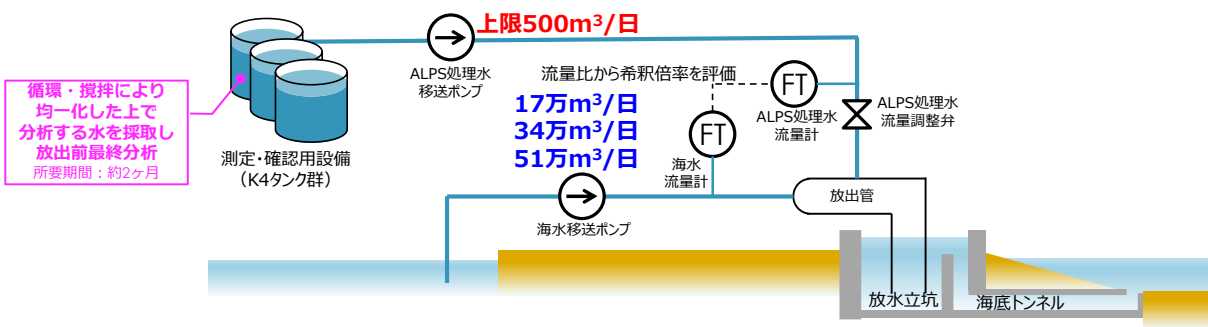 上限500m³/日
ALPS処理水
移送ポンプ
循環・撹拌により
均一化した上で
分析する水を採取し
放出前最終分析
所要期間：約2ヶ月
測定・確認用設備
（K4タンク群）
流量比から希釈倍率を評価
17万m³/日
34万m³/日
51万m³/日
FT
ALPS処理水
流量計
ALPS処理水
流量調整弁
FT
海水
流量計
海水移送ポンプ
放出管
放水立坑
海底トンネル